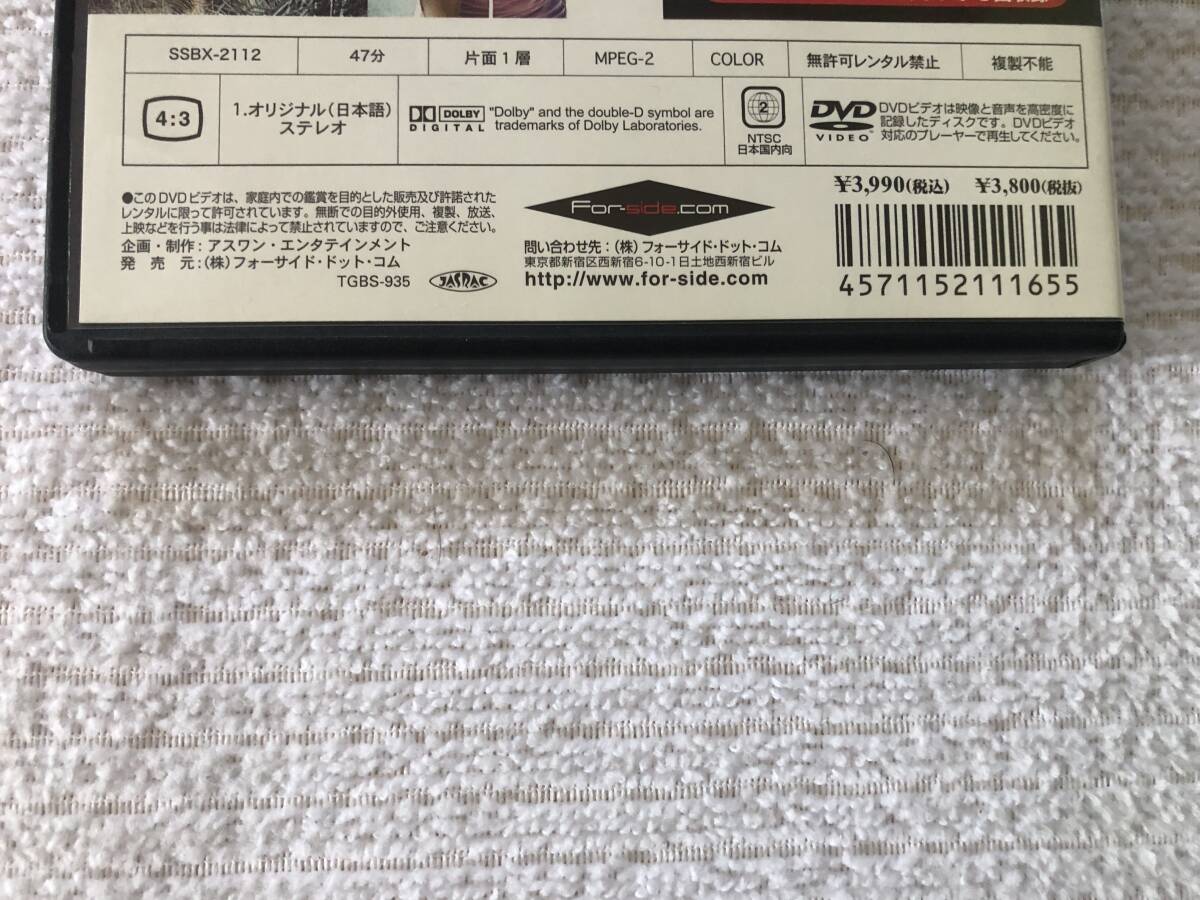 SSBX-2112 47分 片面1層 MPEG-2 COLOR 無許可レンタル禁止 複製不能
4:3
1.オリジナル(日本語)
ステレオ
DOLBY
DIGITAL
"Dolby" and the double-D symbol are
trademarks of Dolby Laboratories.
2
NTSC
日本国内向
DVD
VIDEO
DVDビデオは映像と音声を高密度に
記録したディスクです。DVDビデオ
対応のプレーヤーで再生してください。
●このDVDビデオは、家庭内での鑑賞を目的とした販売及び許諾された
レンタルに限って許可されています。無断での目的外使用、複製、放送、
上映などを行う事は法律によって禁止されていますので、ご注意ください。
企画・制作:アスワン・エンタテインメント
発売元:(株)フォーサイド・ドット・コム
TGBS-935 JASRAC
For-side.com
問い合わせ先:(株)フォーサイド・ドット・コム
東京都新宿区西新宿6-10-1日土地西新宿ビル
http://www.for-side.com
¥3,990(税込) ¥3,800(税抜)
4571152111655